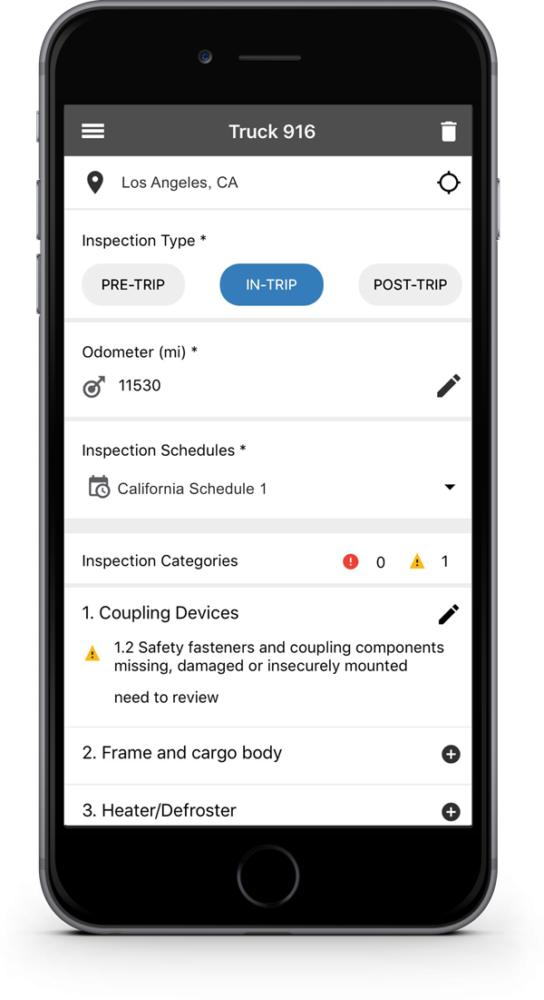 Truck 916
Los Angeles, CA
Inspection Type *
PRE-TRIP IN-TRIP POST-TRIP
Odometer (mi) *
11530
Inspection Schedules *
California Schedule 1
Inspection Categories 0 1
1. Coupling Devices
1.2 Safety fasteners and coupling components
missing, damaged or insecurely mounted
need to review
2. Frame and cargo body
3. Heater/Defroster